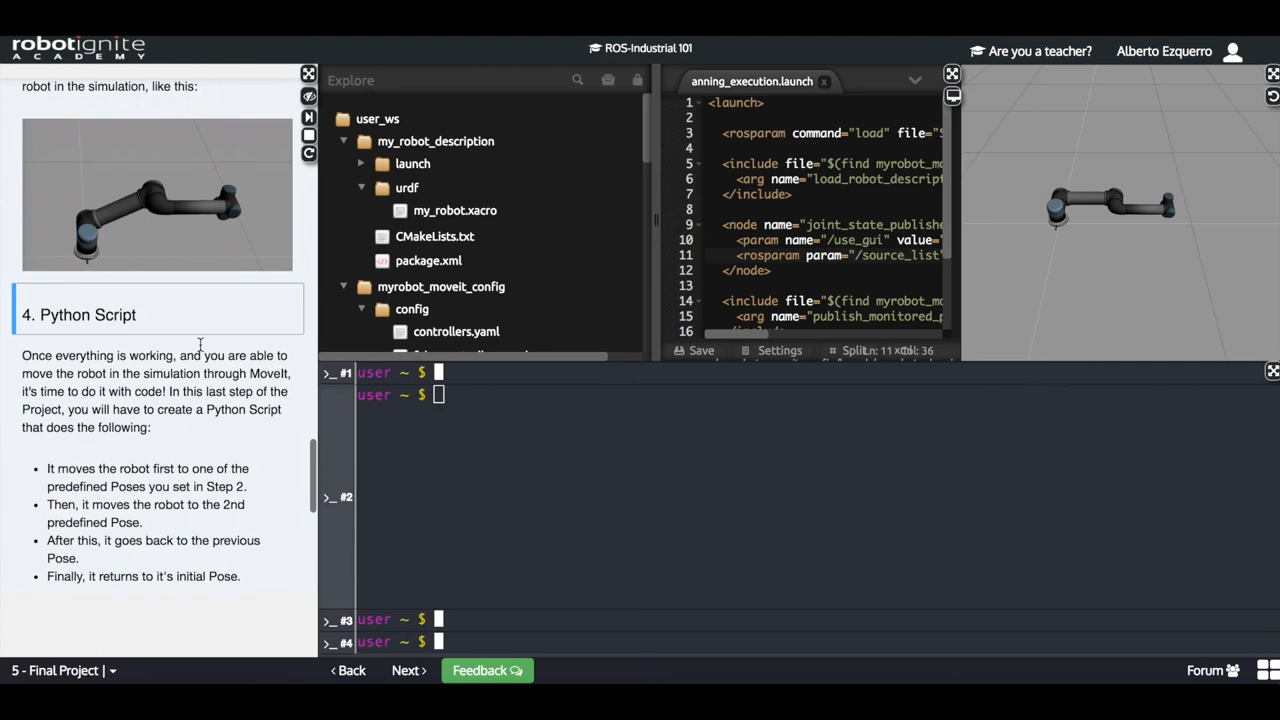 robotignite
ACADEMY
ROS-Industrial 101
Are you a teacher?
Alberto Ezquerro
robot in the simulation, like this:
4. Python Script
Once everything is working, and you are able to
move the robot in the simulation through MoveIt,
it's time to do it with code! In this last step of the
Project, you will have to create a Python Script
that does the following:
• It moves the robot first to one of the
predefined Poses you set in Step 2.
• Then, it moves the robot to the 2nd
predefined Pose.
• After this, it goes back to the previous
Pose.
• Finally, it returns to it's initial Pose.
Explore
user_ws
my_robot_description
launch
urdf
my_robot.xacro
CMakeLists.txt
package.xml
myrobot_moveit_config
config
controllers.yaml
anning_execution.launch
1 <launch>
2
3 <rosparam command="load" file="$
4
5 <include file="$(find myrobot_mo
6 <arg name="load_robot_descript
7 </include>
8
9 <node name="joint_state_publishe
10 <param name="/use_gui" value="
11 <rosparam param="/source_list"
12 </node>
13
14 <include file="$(find myrobot_mo
15 <arg name="publish_monitored_p
16
Save
Settings
Split
Ln: 11 Col: 36
>_ #1 user ~ $
user ~ $
>_ #2
>_ #3 user ~ $
>_ #4 user ~ $
5 - Final Project |
Back
Next
Feedback
Forum